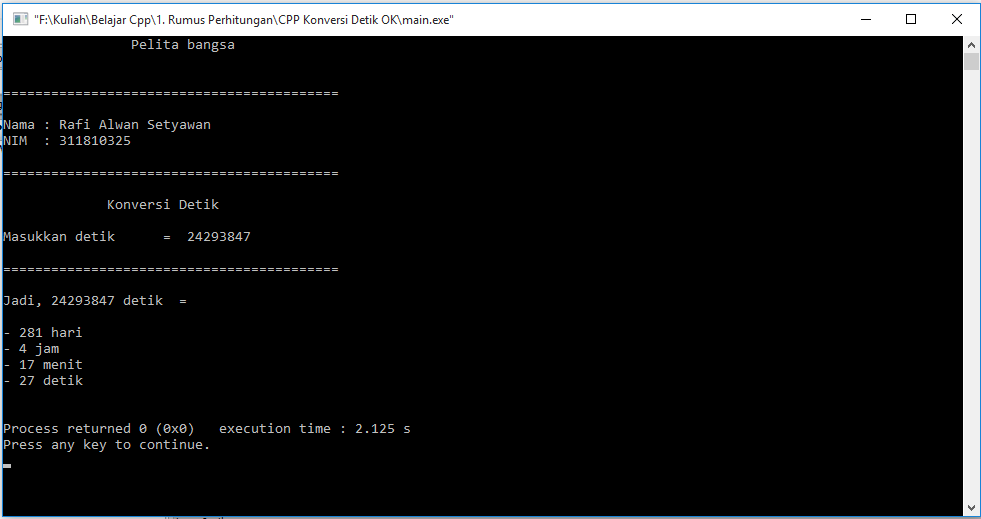 "F:\Kuliah\Belajar Cpp\1. Rumus Perhitungan\CPP Konversi Detik OK\main.exe"
Pelita bangsa
==========================================
Nama : Rafi Alwan Setyawan
NIM  : 311810325
==========================================
Konversi Detik
Masukkan detik      =  24293847
==========================================
Jadi, 24293847 detik  =
- 281 hari
- 4 jam
- 17 menit
- 27 detik
Process returned 0 (0x0)   execution time : 2.125 s
Press any key to continue.